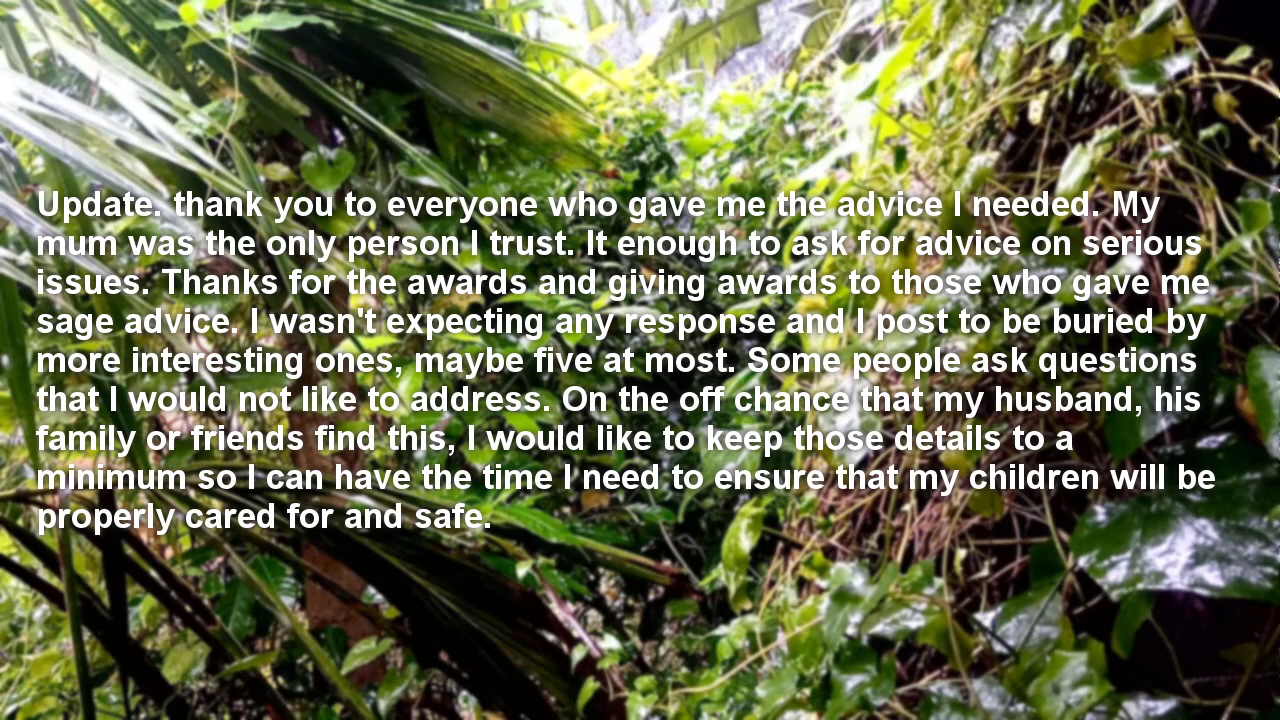 Update. thank you to everyone who gave me the advice I needed. My
mum was the only person I trust. It enough to ask for advice on serious
issues. Thanks for the awards and giving awards to those who gave me
sage advice. I wasn't expecting any response and I post to be buried by
more interesting ones, maybe five at most. Some people ask questions
that I would not like to address. On the off chance that my husband, his
family or friends find this, I would like to keep those details to a
minimum so I can have the time I need to ensure that my children will be
properly cared for and safe.